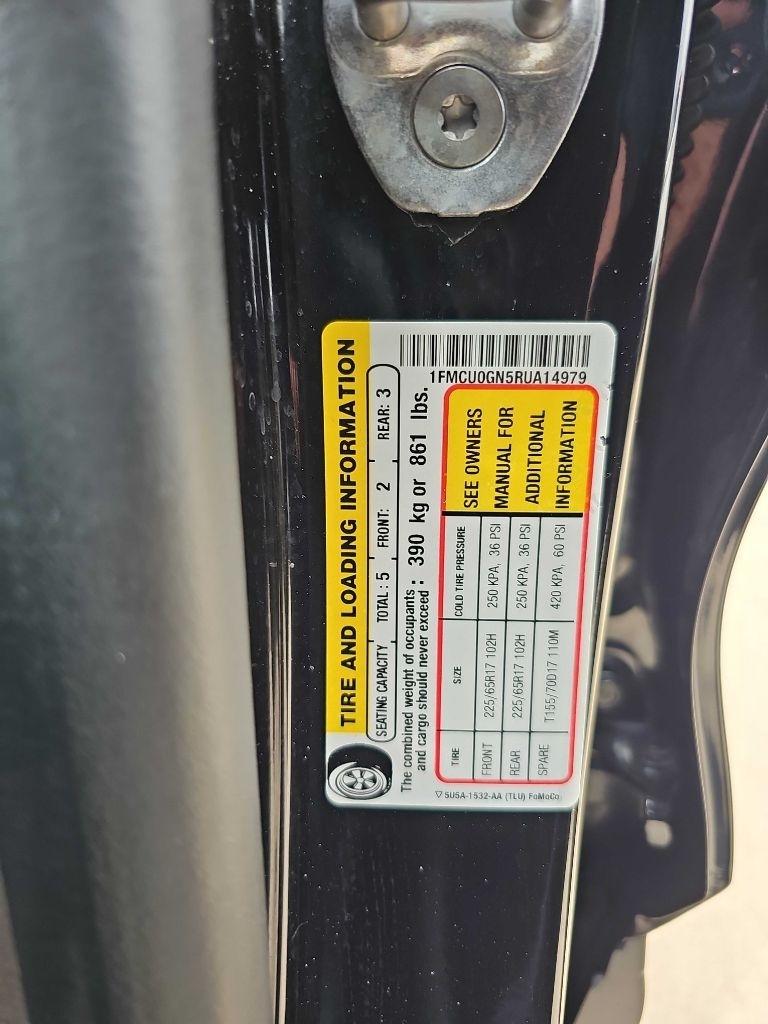 1FMCU0GN5RUA14979
TIRE AND LOADING INFORMATION
SEATING CAPACITY TOTAL : 5 FRONT: 2 REAR: 3
The combined weight of occupants
and cargo should never exceed : 390 kg or 861 lbs.
TIRE SIZE COLD TIRE PRESSURE
FRONT 225/65R17 102H 250 KPA, 36 PSI
REAR 225/65R17 102H 250 KPA, 36 PSI
SPARE T155/70D17 110M 420 KPA, 60 PSI
SEE OWNERS
MANUAL FOR
ADDITIONAL
INFORMATION
5U5A-1532-AA (TLU) FoMoCo